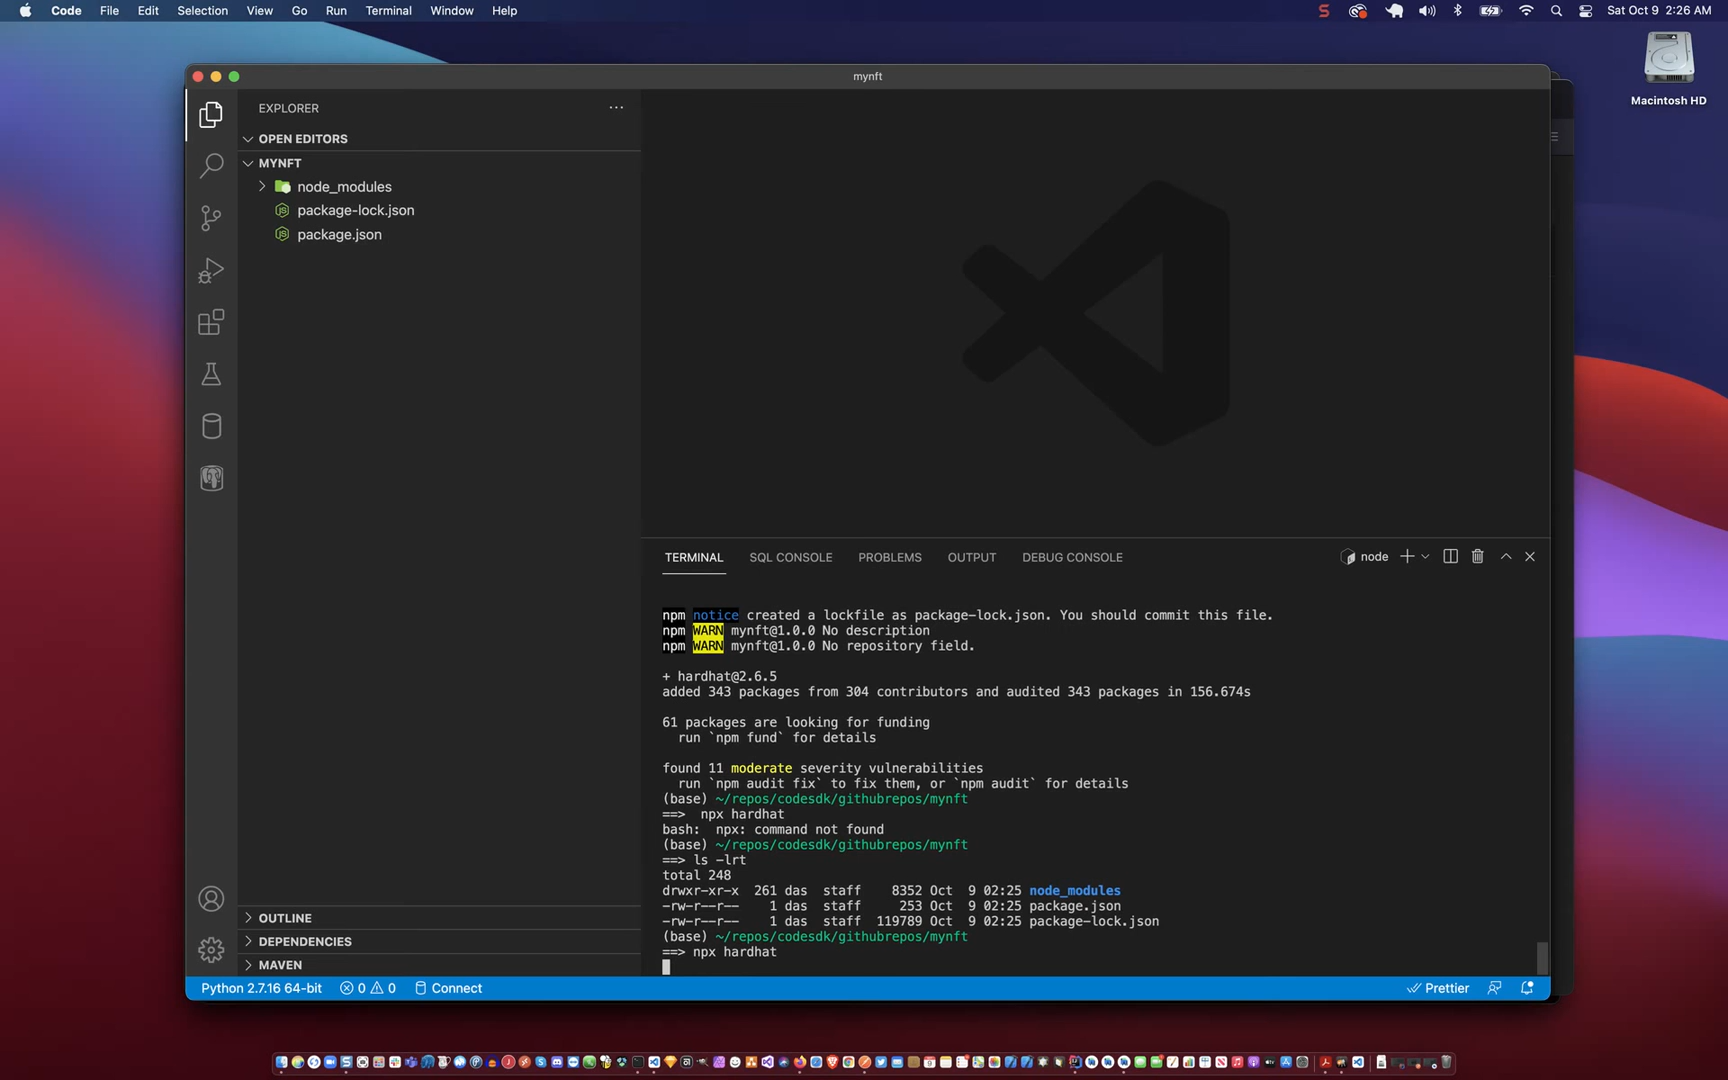 Code File Edit Selection View Go Run Terminal Window Help
Sat Oct 9 2:26 AM
Macintosh HD
mynft
EXPLORER
OPEN EDITORS
MYNFT
node_modules
package-lock.json
package.json
OUTLINE
DEPENDENCIES
MAVEN
TERMINAL SQL CONSOLE PROBLEMS OUTPUT DEBUG CONSOLE
node
npm notice created a lockfile as package-lock.json. You should commit this file.
npm WARN mynft@1.0.0 No description
npm WARN mynft@1.0.0 No repository field.
+ hardhat@2.6.5
added 343 packages from 304 contributors and audited 343 packages in 156.674s
61 packages are looking for funding
run `npm fund` for details
found 11 moderate severity vulnerabilities
run `npm audit fix` to fix them, or `npm audit` for details
(base) ~/repos/codesdk/githubrepos/mynft
==>  npx hardhat
bash:  npx: command not found
(base) ~/repos/codesdk/githubrepos/mynft
==> ls -lrt
total 248
drwxr-xr-x  261 das  staff    8352 Oct  9 02:25 node_modules
-rw-r--r--    1 das  staff     253 Oct  9 02:25 package.json
-rw-r--r--    1 das  staff  119789 Oct  9 02:25 package-lock.json
(base) ~/repos/codesdk/githubrepos/mynft
==> npx hardhat
Python 2.7.16 64-bit 0 0 Connect
Prettier